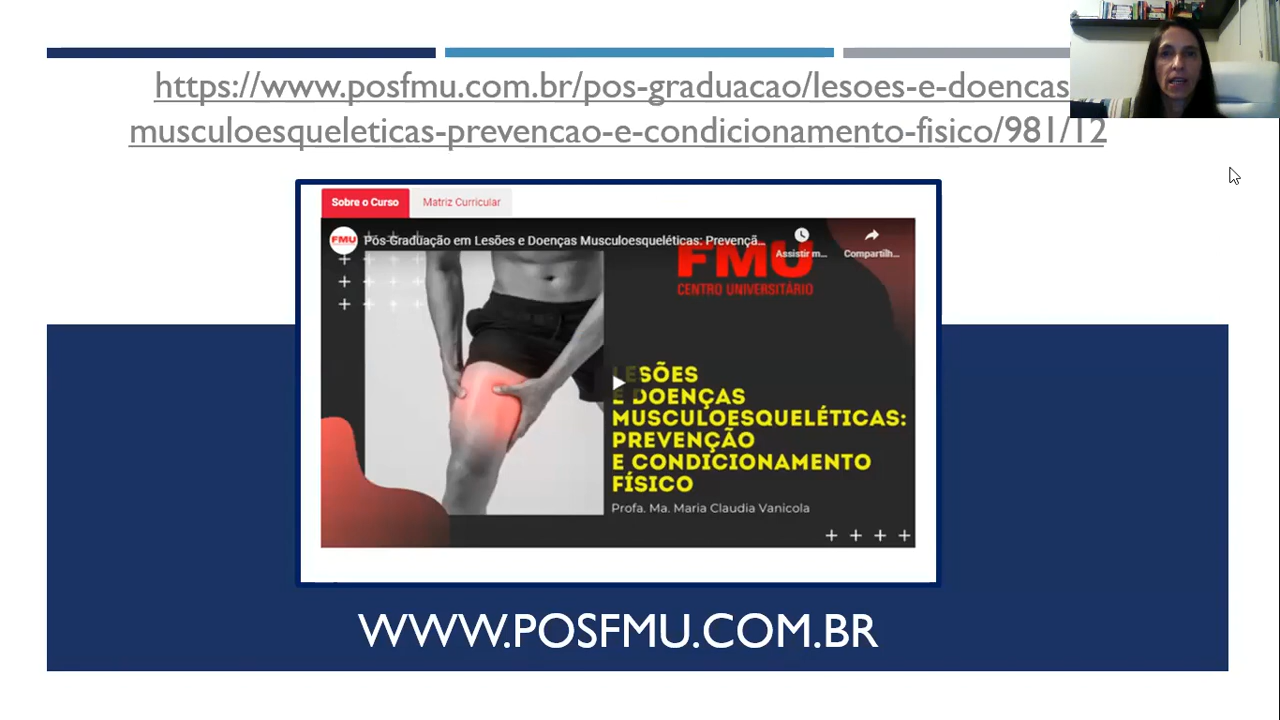 https://www.posfmu.com.br/pos-graduacao/lesoes-e-doencas
musculoesqueleticas-prevencao-e-condicionamento-fisico/981/12
Sobre o Curso
Matriz Curricular
FMU
Pós-Graduação em Lesões e Doenças Musculoesqueléticas: Prevençã...
Assistir m...
Compartilh...
FMU
CENTRO UNIVERSITÁRIO
LESÕES
E DOENÇAS
MUSCULOESQUELÉTICAS:
PREVENÇÃO
E CONDICIONAMENTO
FÍSICO
Profa. Ma. Maria Claudia Vanicola
WWW.POSFMU.COM.BR